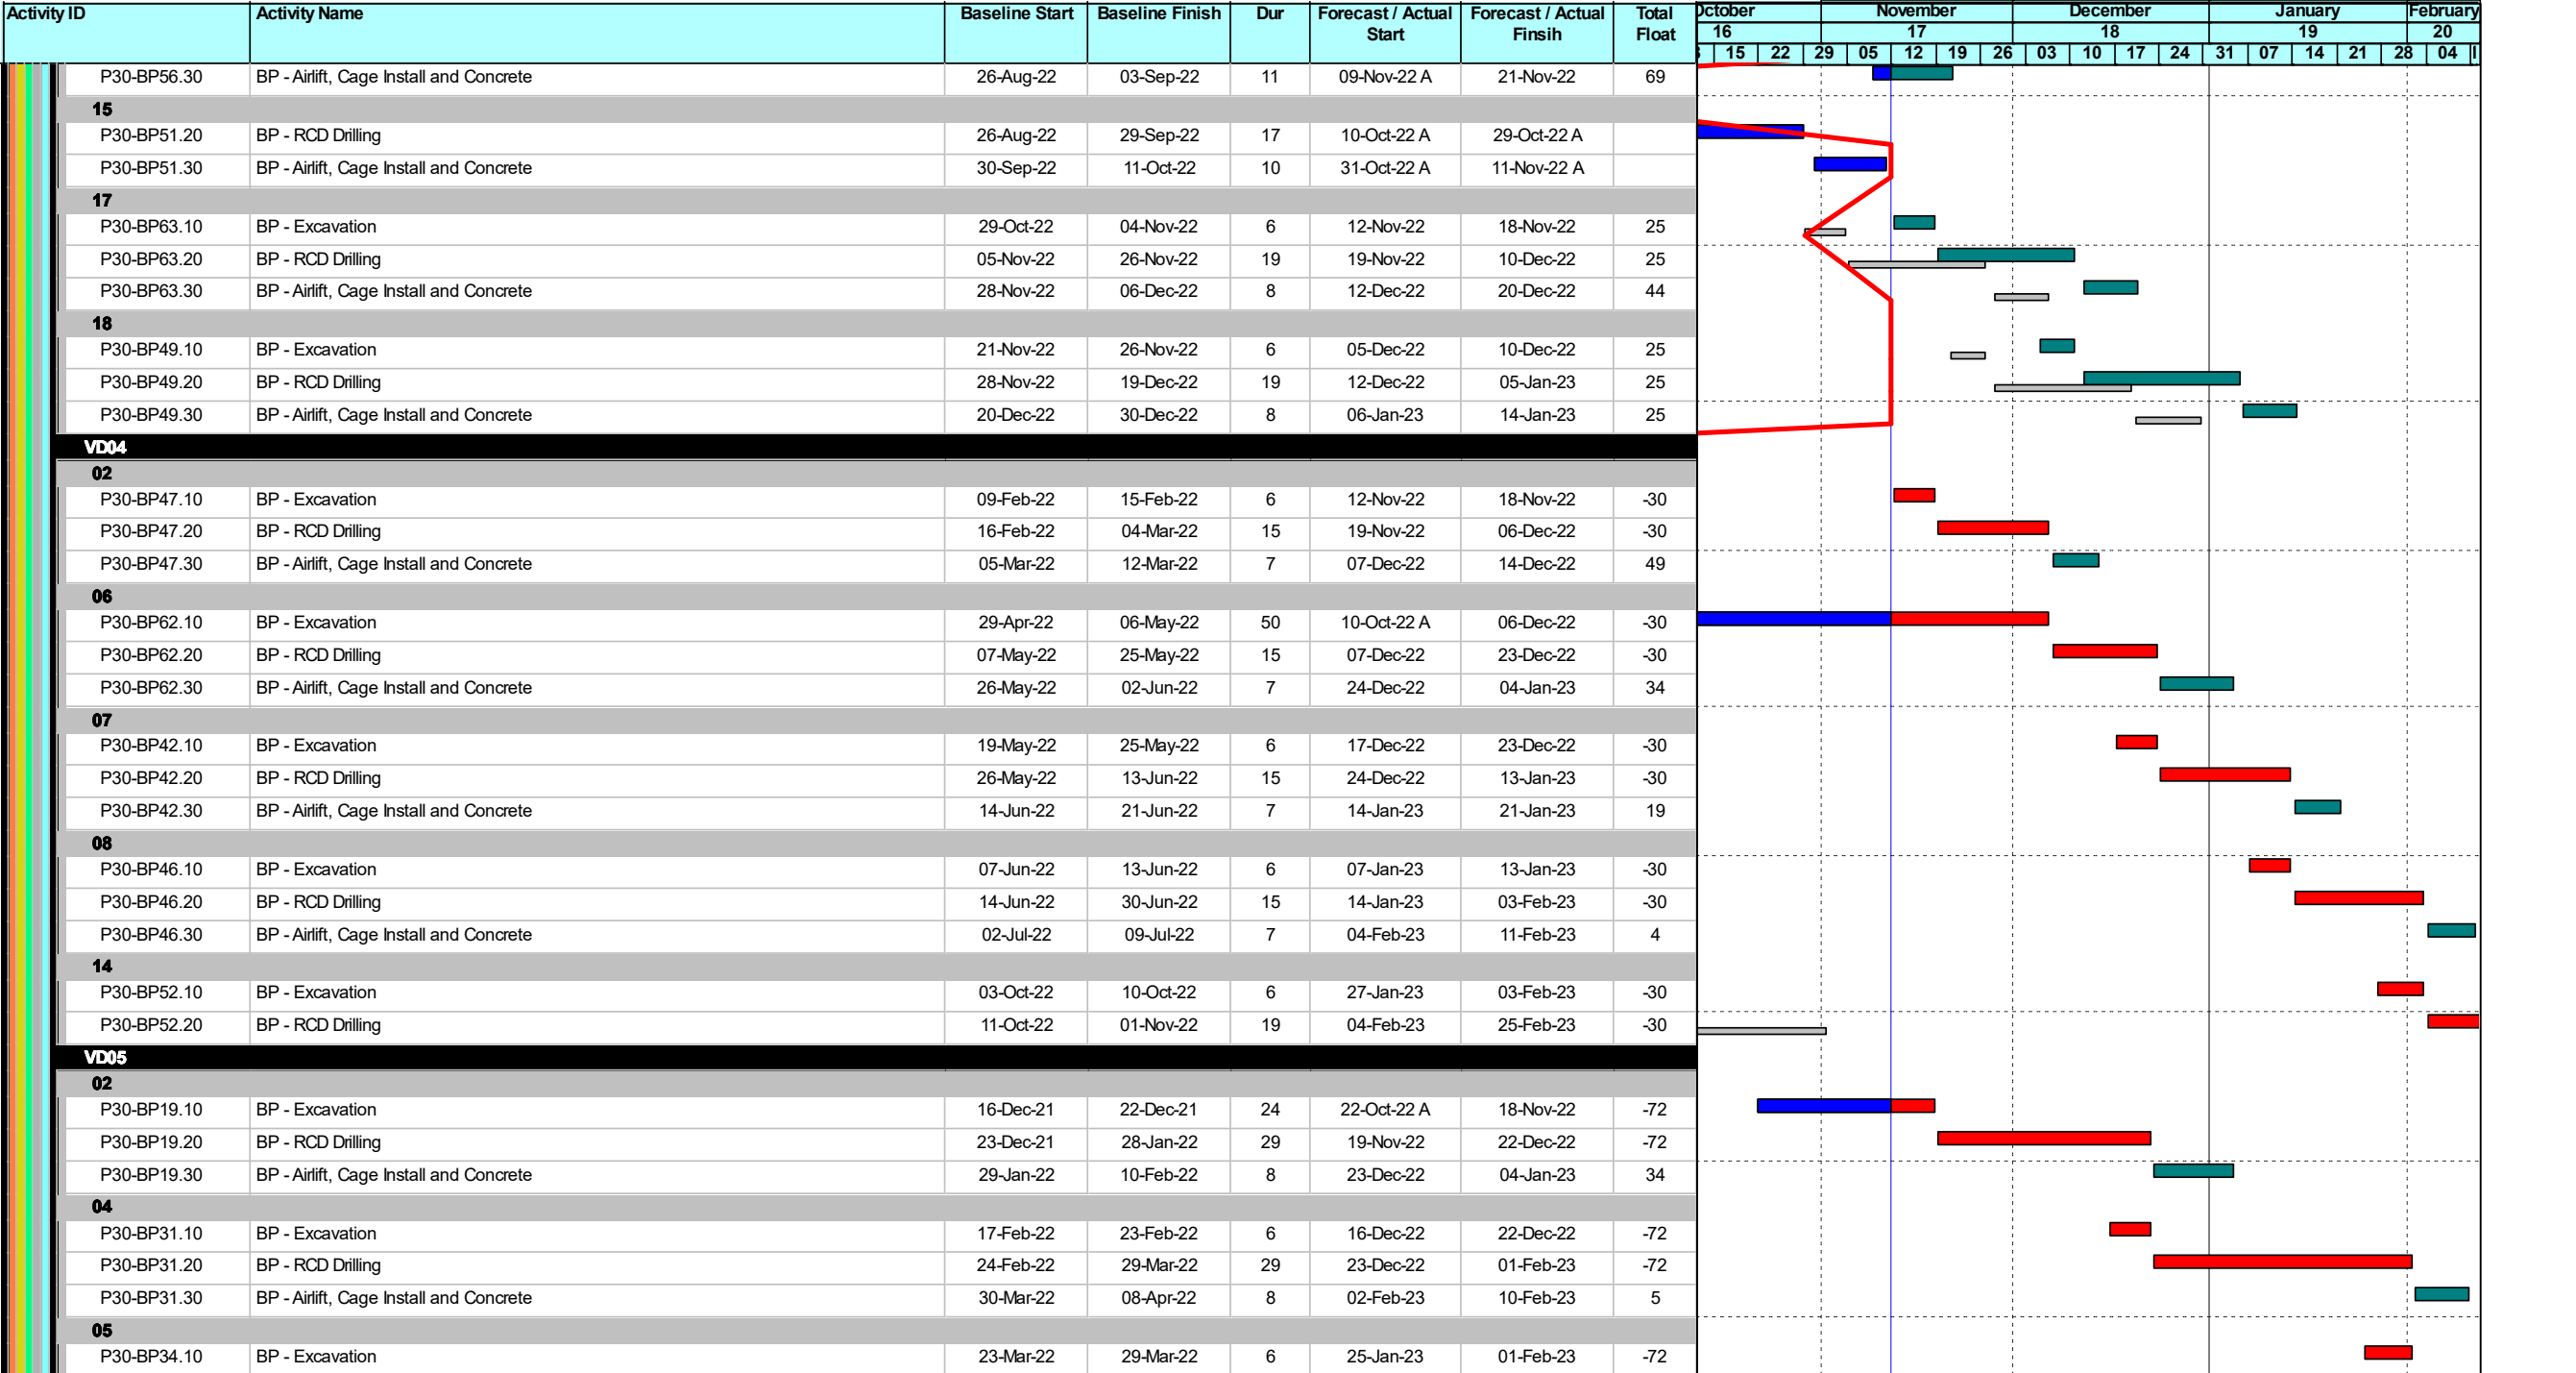 Activity ID Activity Name Baseline Start Baseline Finish Dur Forecast / Actual Start Forecast / Actual Finsih Total Float October November December January February
16 17 18 19 20
15 22 29 05 12 19 26 03 10 17 24 31 07 14 21 28 04
P30-BP56.30 BP - Airlift, Cage Install and Concrete 26-Aug-22 03-Sep-22 11 09-Nov-22 A 21-Nov-22 69
15
P30-BP51.20 BP - RCD Drilling 26-Aug-22 29-Sep-22 17 10-Oct-22 A 29-Oct-22 A
P30-BP51.30 BP - Airlift, Cage Install and Concrete 30-Sep-22 11-Oct-22 10 31-Oct-22 A 11-Nov-22 A
17
P30-BP63.10 BP - Excavation 29-Oct-22 04-Nov-22 6 12-Nov-22 18-Nov-22 25
P30-BP63.20 BP - RCD Drilling 05-Nov-22 26-Nov-22 19 19-Nov-22 10-Dec-22 25
P30-BP63.30 BP - Airlift, Cage Install and Concrete 28-Nov-22 06-Dec-22 8 12-Dec-22 20-Dec-22 44
18
P30-BP49.10 BP - Excavation 21-Nov-22 26-Nov-22 6 05-Dec-22 10-Dec-22 25
P30-BP49.20 BP - RCD Drilling 28-Nov-22 19-Dec-22 19 12-Dec-22 05-Jan-23 25
P30-BP49.30 BP - Airlift, Cage Install and Concrete 20-Dec-22 30-Dec-22 8 06-Jan-23 14-Jan-23 25
VD04
02
P30-BP47.10 BP - Excavation 09-Feb-22 15-Feb-22 6 12-Nov-22 18-Nov-22 -30
P30-BP47.20 BP - RCD Drilling 16-Feb-22 04-Mar-22 15 19-Nov-22 06-Dec-22 -30
P30-BP47.30 BP - Airlift, Cage Install and Concrete 05-Mar-22 12-Mar-22 7 07-Dec-22 14-Dec-22 49
06
P30-BP62.10 BP - Excavation 29-Apr-22 06-May-22 50 10-Oct-22 A 06-Dec-22 -30
P30-BP62.20 BP - RCD Drilling 07-May-22 25-May-22 15 07-Dec-22 23-Dec-22 -30
P30-BP62.30 BP - Airlift, Cage Install and Concrete 26-May-22 02-Jun-22 7 24-Dec-22 04-Jan-23 34
07
P30-BP42.10 BP - Excavation 19-May-22 25-May-22 6 17-Dec-22 23-Dec-22 -30
P30-BP42.20 BP - RCD Drilling 26-May-22 13-Jun-22 15 24-Dec-22 13-Jan-23 -30
P30-BP42.30 BP - Airlift, Cage Install and Concrete 14-Jun-22 21-Jun-22 7 14-Jan-23 21-Jan-23 19
08
P30-BP46.10 BP - Excavation 07-Jun-22 13-Jun-22 6 07-Jan-23 13-Jan-23 -30
P30-BP46.20 BP - RCD Drilling 14-Jun-22 30-Jun-22 15 14-Jan-23 03-Feb-23 -30
P30-BP46.30 BP - Airlift, Cage Install and Concrete 02-Jul-22 09-Jul-22 7 04-Feb-23 11-Feb-23 4
14
P30-BP52.10 BP - Excavation 03-Oct-22 10-Oct-22 6 27-Jan-23 03-Feb-23 -30
P30-BP52.20 BP - RCD Drilling 11-Oct-22 01-Nov-22 19 04-Feb-23 25-Feb-23 -30
VD05
02
P30-BP19.10 BP - Excavation 16-Dec-21 22-Dec-21 24 22-Oct-22 A 18-Nov-22 -72
P30-BP19.20 BP - RCD Drilling 23-Dec-21 28-Jan-22 29 19-Nov-22 22-Dec-22 -72
P30-BP19.30 BP - Airlift, Cage Install and Concrete 29-Jan-22 10-Feb-22 8 23-Dec-22 04-Jan-23 34
04
P30-BP31.10 BP - Excavation 17-Feb-22 23-Feb-22 6 16-Dec-22 22-Dec-22 -72
P30-BP31.20 BP - RCD Drilling 24-Feb-22 29-Mar-22 29 23-Dec-22 01-Feb-23 -72
P30-BP31.30 BP - Airlift, Cage Install and Concrete 30-Mar-22 08-Apr-22 8 02-Feb-23 10-Feb-23 5
05
P30-BP34.10 BP - Excavation 23-Mar-22 29-Mar-22 6 25-Jan-23 01-Feb-23 -72